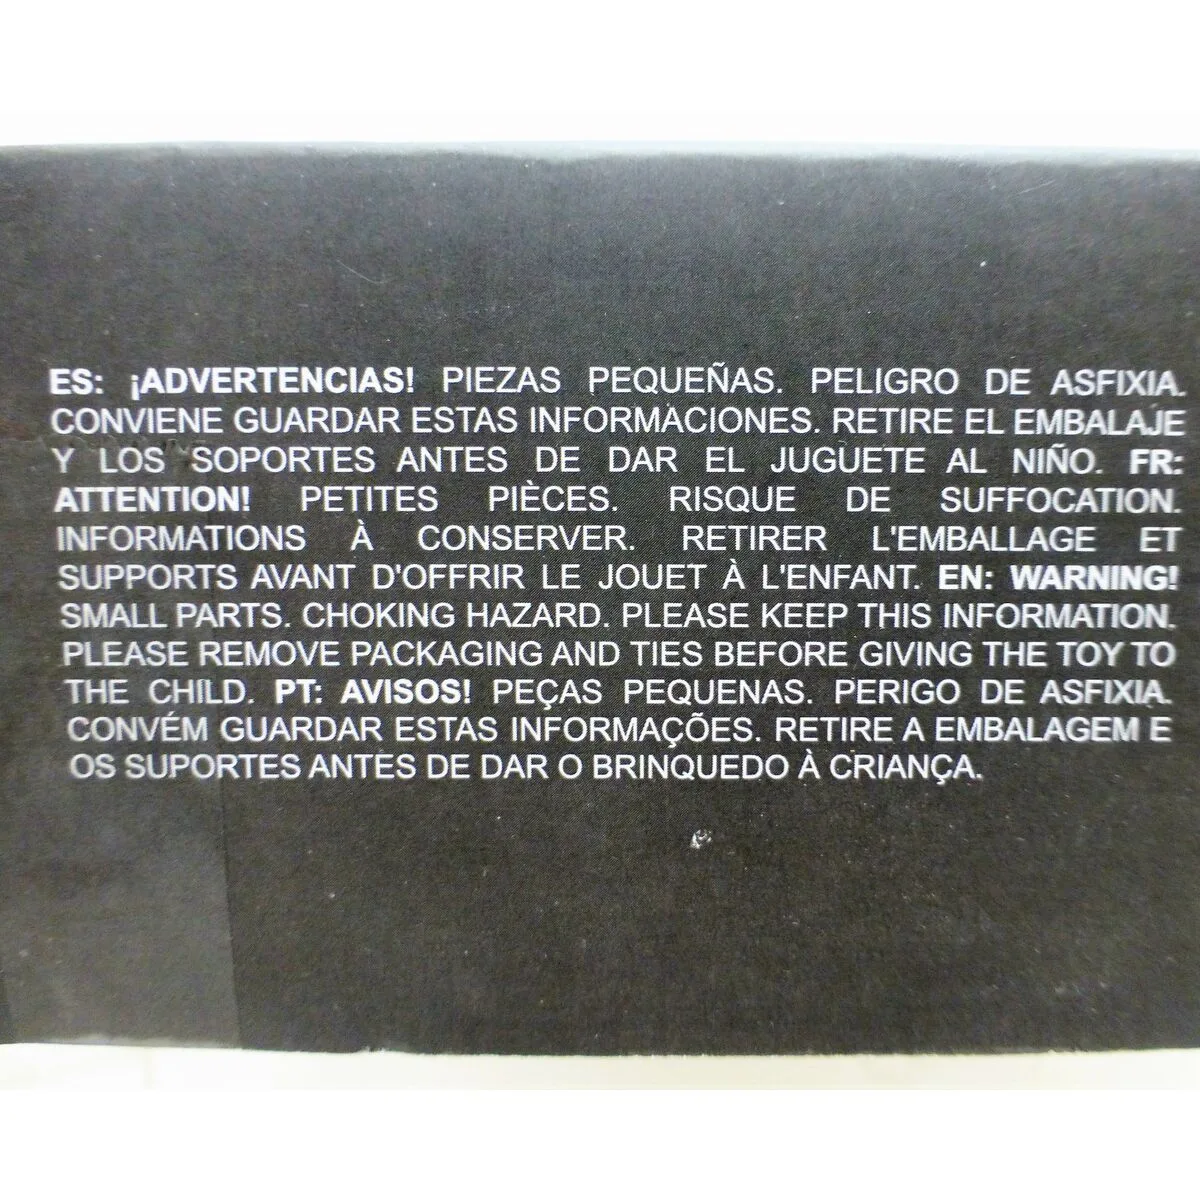 ES: ¡ADVERTENCIAS! PIEZAS PEQUEÑAS. PELIGRO DE ASFIXIA.
CONVIENE GUARDAR ESTAS INFORMACIONES. RETIRE EL EMBALAJE
Y LOS SOPORTES ANTES DE DAR EL JUGUETE AL NIÑO. FR:
ATTENTION! PETITES PIÈCES. RISQUE DE SUFFOCATION.
INFORMATIONS À CONSERVER. RETIRER L'EMBALLAGE ET
SUPPORTS AVANT D'OFFRIR LE JOUET À L'ENFANT. EN: WARNING!
SMALL PARTS. CHOKING HAZARD. PLEASE KEEP THIS INFORMATION.
PLEASE REMOVE PACKAGING AND TIES BEFORE GIVING THE TOY TO
THE CHILD. PT: AVISOS! PEÇAS PEQUENAS. PERIGO DE ASFIXIA.
CONVÉM GUARDAR ESTAS INFORMAÇÕES. RETIRE A EMBALAGEM E
OS SUPORTES ANTES DE DAR O BRINQUEDO À CRIANÇA.